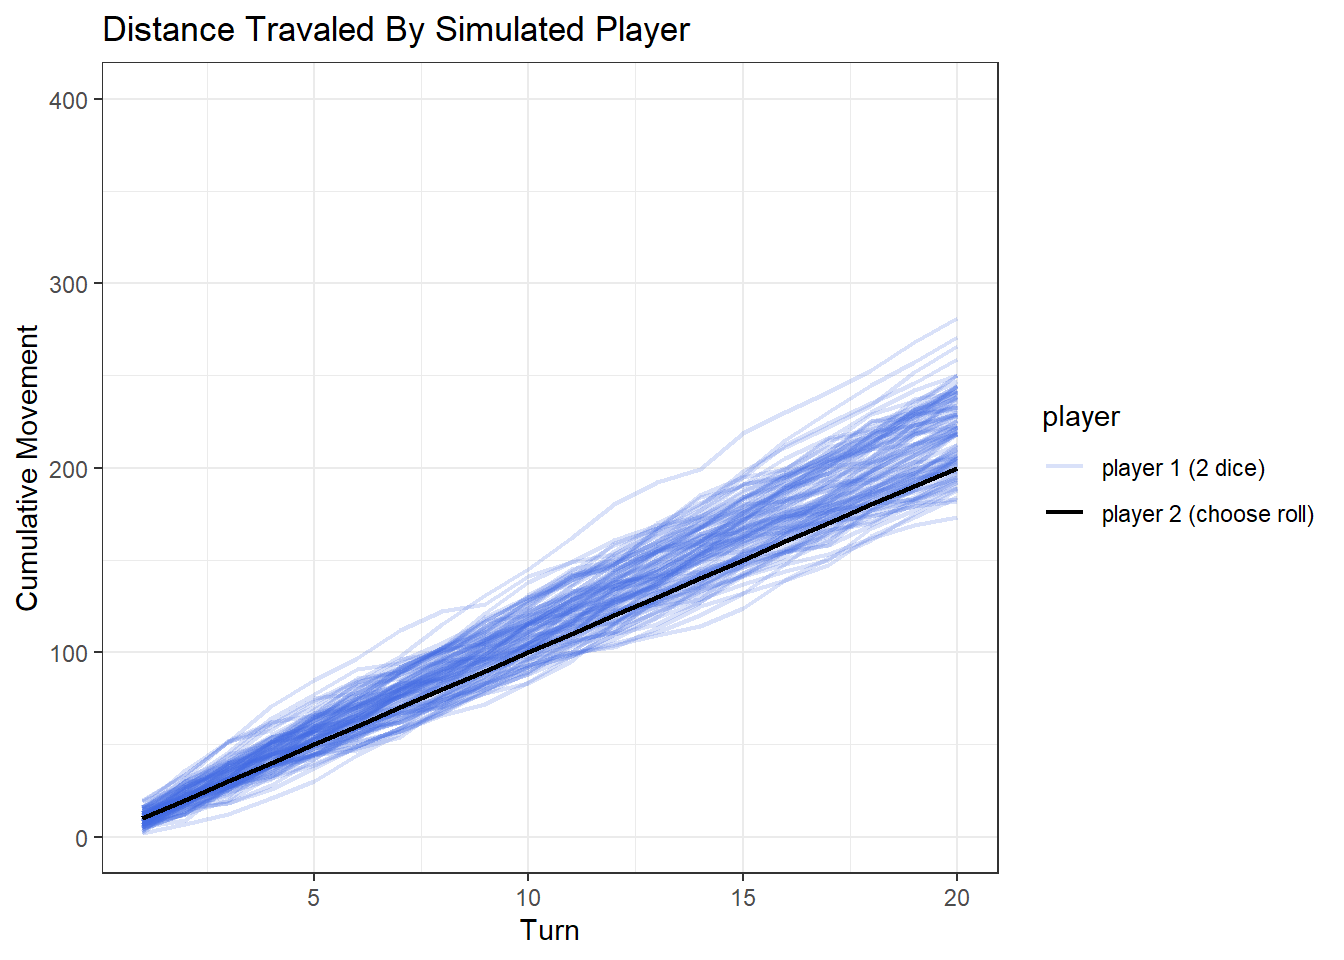 Distance Travaled By Simulated Player
400
300
200
100
0
Cumulative Movement
5
10
15
20
Turn
player
player 1 (2 dice)
player 2 (choose roll)